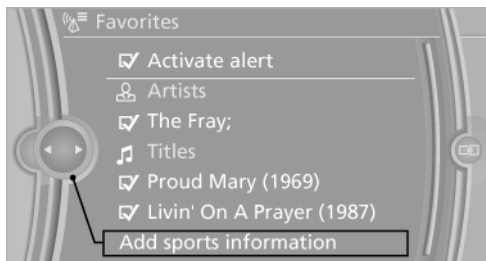 Favorites
Activate alert
Artists
The Fray;
Titles
Proud Mary (1969)
Livin' On A Prayer (1987)
Add sports information